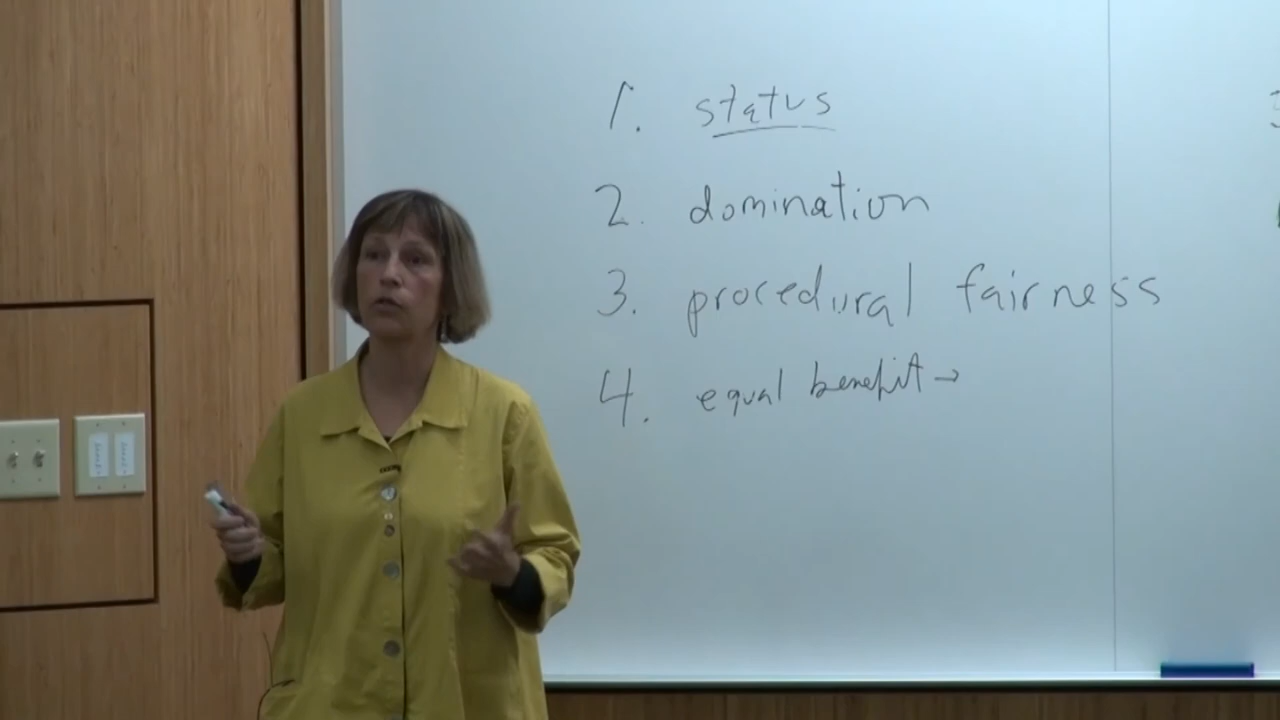 1. status
2. domination
3. procedural fairness
4. equal benefit →